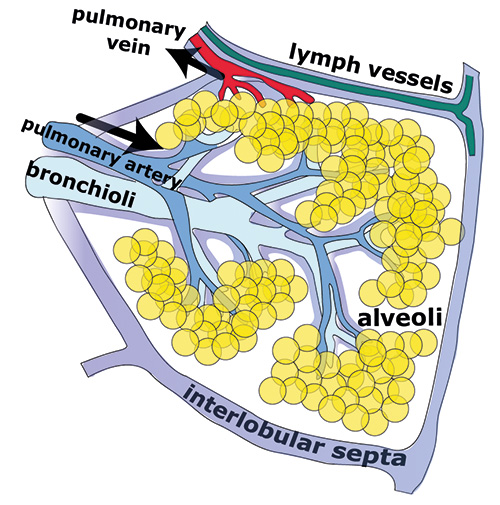 pulmonary
vein
lymph vessels
pulmonary artery
bronchioli
alveoli
interlobular septa